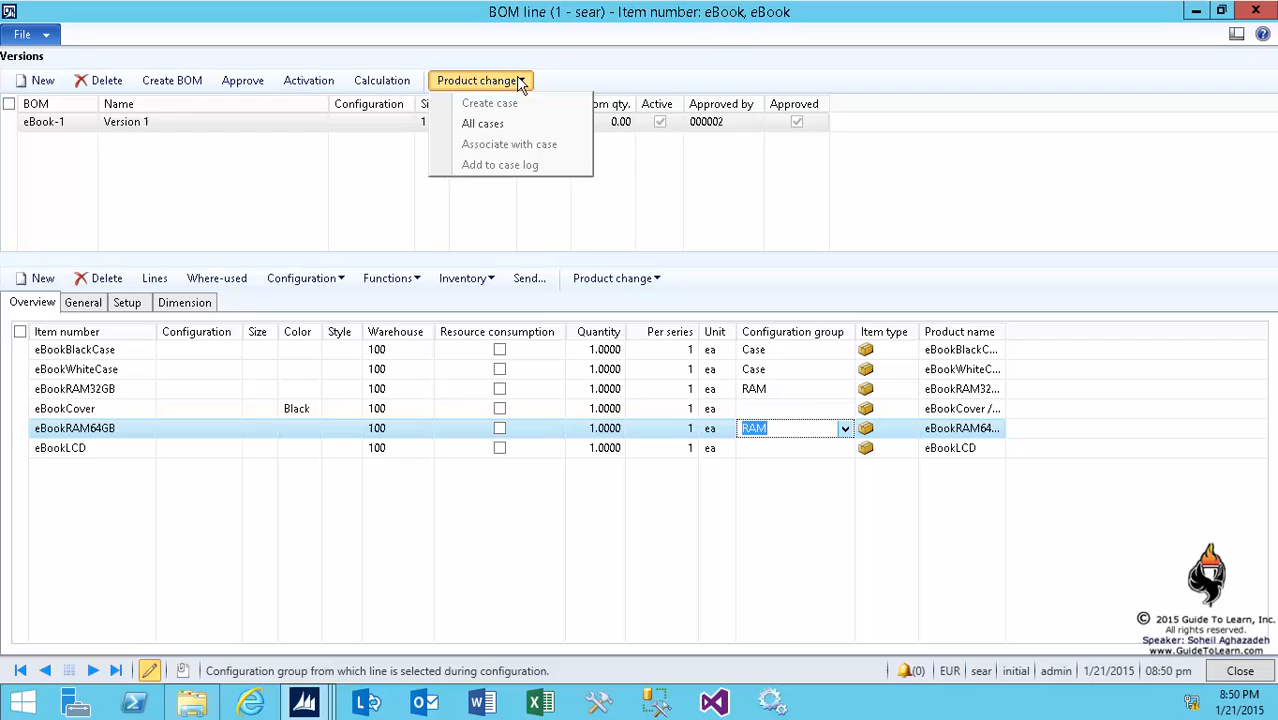 BOM line (1 - sear) - Item number: eBook, eBook
File
Versions
New Delete Create BOM Approve Activation Calculation Product change
BOM Name Configuration Si om qty. Active Approved by Approved
eBook-1 Version 1 1 0.00 000002
Create case
All cases
Associate with case
Add to case log
New Delete Lines Where-used Configuration Functions Inventory Send... Product change
Overview General Setup Dimension
Item number Configuration Size Color Style Warehouse Resource consumption Quantity Per series Unit Configuration group Item type Product name
eBookBlackCase 100 1.0000 1 ea Case eBookBlackC...
eBookWhiteCase 100 1.0000 1 ea Case eBookWhiteC...
eBookRAM32GB 100 1.0000 1 ea RAM eBookRAM32...
eBookCover Black 100 1.0000 1 ea eBookCover /...
eBookRAM64GB 100 1.0000 1 ea RAM eBookRAM64...
eBookLCD 100 1.0000 1 ea eBookLCD
© 2015 Guide To Learn, Inc.
All rights reserved.
Speaker: Soheil Aghazadeh
www.GuideToLearn.com
Configuration group from which line is selected during configuration. (0) EUR sear initial admin 1/21/2015 08:50 pm Close
8:50 PM
1/21/2015